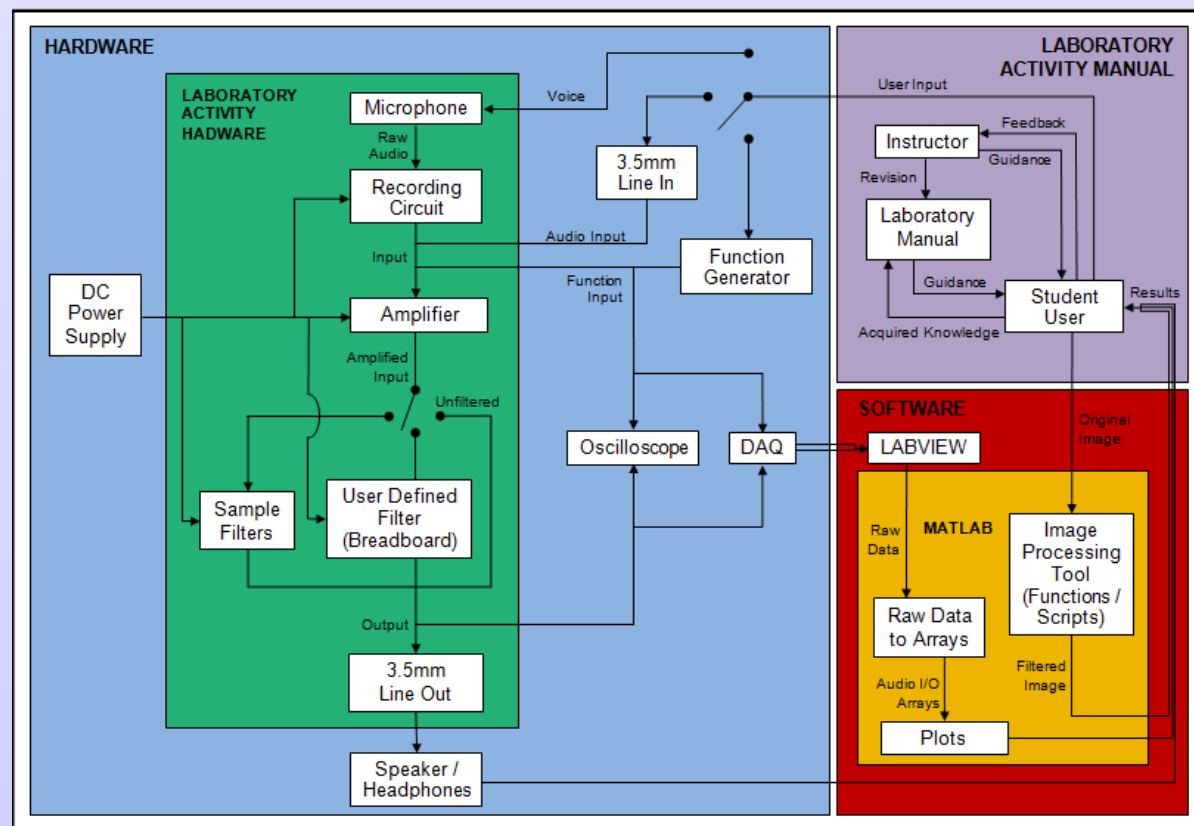 HARDWARE
LABORATORY
ACTIVITY
HADWARE
Microphone
Voice
Raw
Audio
Recording
Circuit
3.5mm
Line In
Audio Input
Input
Function
Generator
Function
Input
DC
Power
Supply
Amplifier
Amplified
Input
Unfiltered
Oscilloscope
DAQ
Sample
Filters
User Defined
Filter
(Breadboard)
Output
3.5mm
Line Out
Speaker /
Headphones
LABORATORY
ACTIVITY MANUAL
User Input
Feedback
Instructor
Guidance
Revision
Laboratory
Manual
Guidance
Student
User
Results
Acquired Knowledge
SOFTWARE
Original
Image
LABVIEW
Raw
Data
MATLAB
Image
Processing
Tool
(Functions /
Scripts)
Raw Data
to Arrays
Audio I/O
Arrays
Filtered
Image
Plots